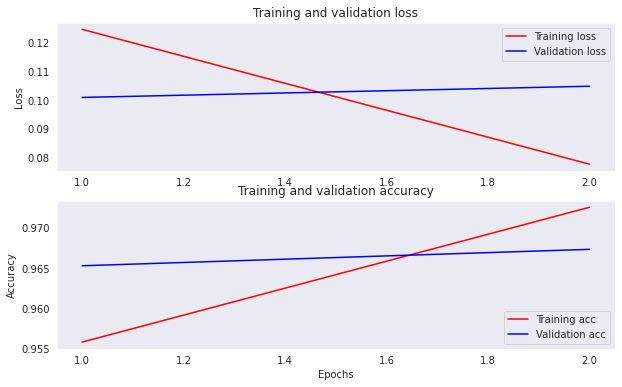 Training and validation loss
0.12
0.11
0.10
0.09
0.08
Loss
Training loss
Validation loss
1.0 1.2 1.4 1.6 1.8 2.0
Training and validation accuracy
0.970
0.965
0.960
0.955
Accuracy
Training acc
Validation acc
1.0 1.2 1.4 1.6 1.8 2.0
Epochs